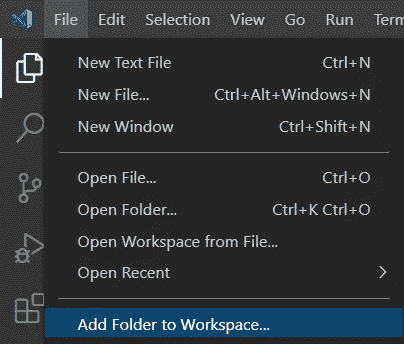 File Edit Selection View Go Run Term
New Text File Ctrl+N
New File... Ctrl+Alt+Windows+N
New Window Ctrl+Shift+N
Open File... Ctrl+O
Open Folder... Ctrl+K Ctrl+O
Open Workspace from File...
Open Recent
Add Folder to Workspace...